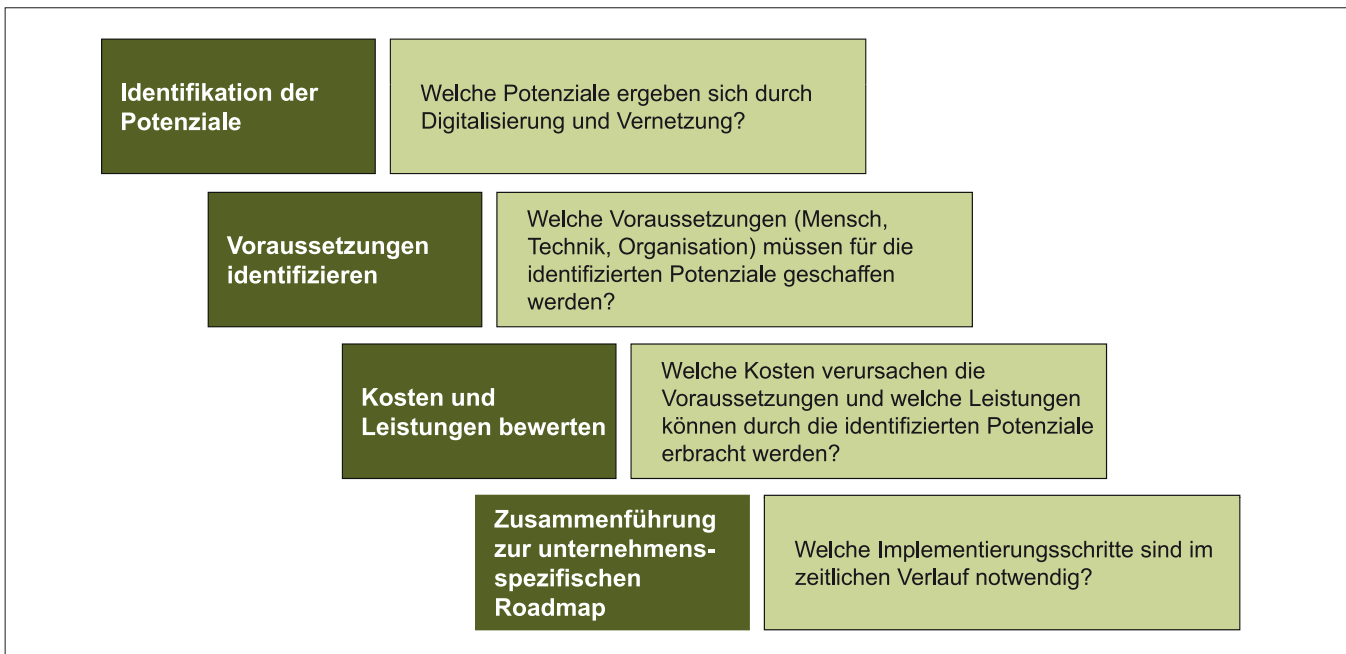 Identifikation der
Potenziale
Welche Potenziale ergeben sich durch
Digitalisierung und Vernetzung?
Voraussetzungen
identifizieren
Welche Voraussetzungen (Mensch,
Technik, Organisation) müssen für die
identifizierten Potenziale geschaffen
werden?
Kosten und
Leistungen bewerten
Welche Kosten verursachen die
Voraussetzungen und welche Leistungen
können durch die identifizierten Potenziale
erbracht werden?
Zusammenführung
zur unternehmens-
spezifischen
Roadmap
Welche Implementierungsschritte sind im
zeitlichen Verlauf notwendig?